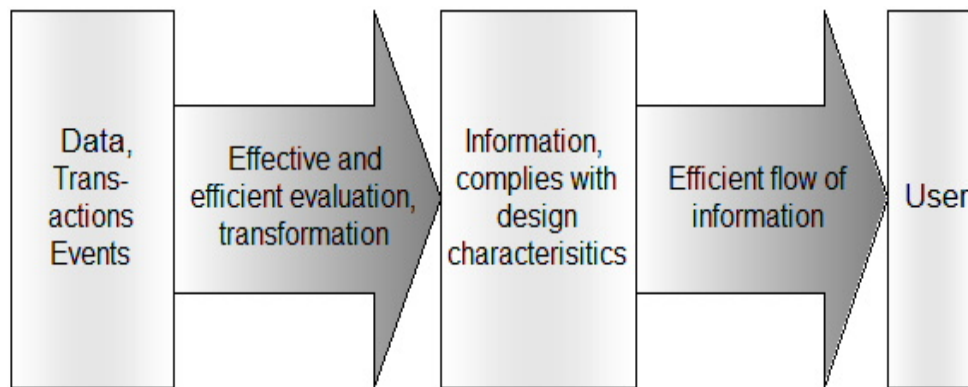 Data,
Trans-
actions
Events
Effective and
efficient evaluation,
transformation
Information,
complies with
design
characterisitics
Efficient flow of
information
User